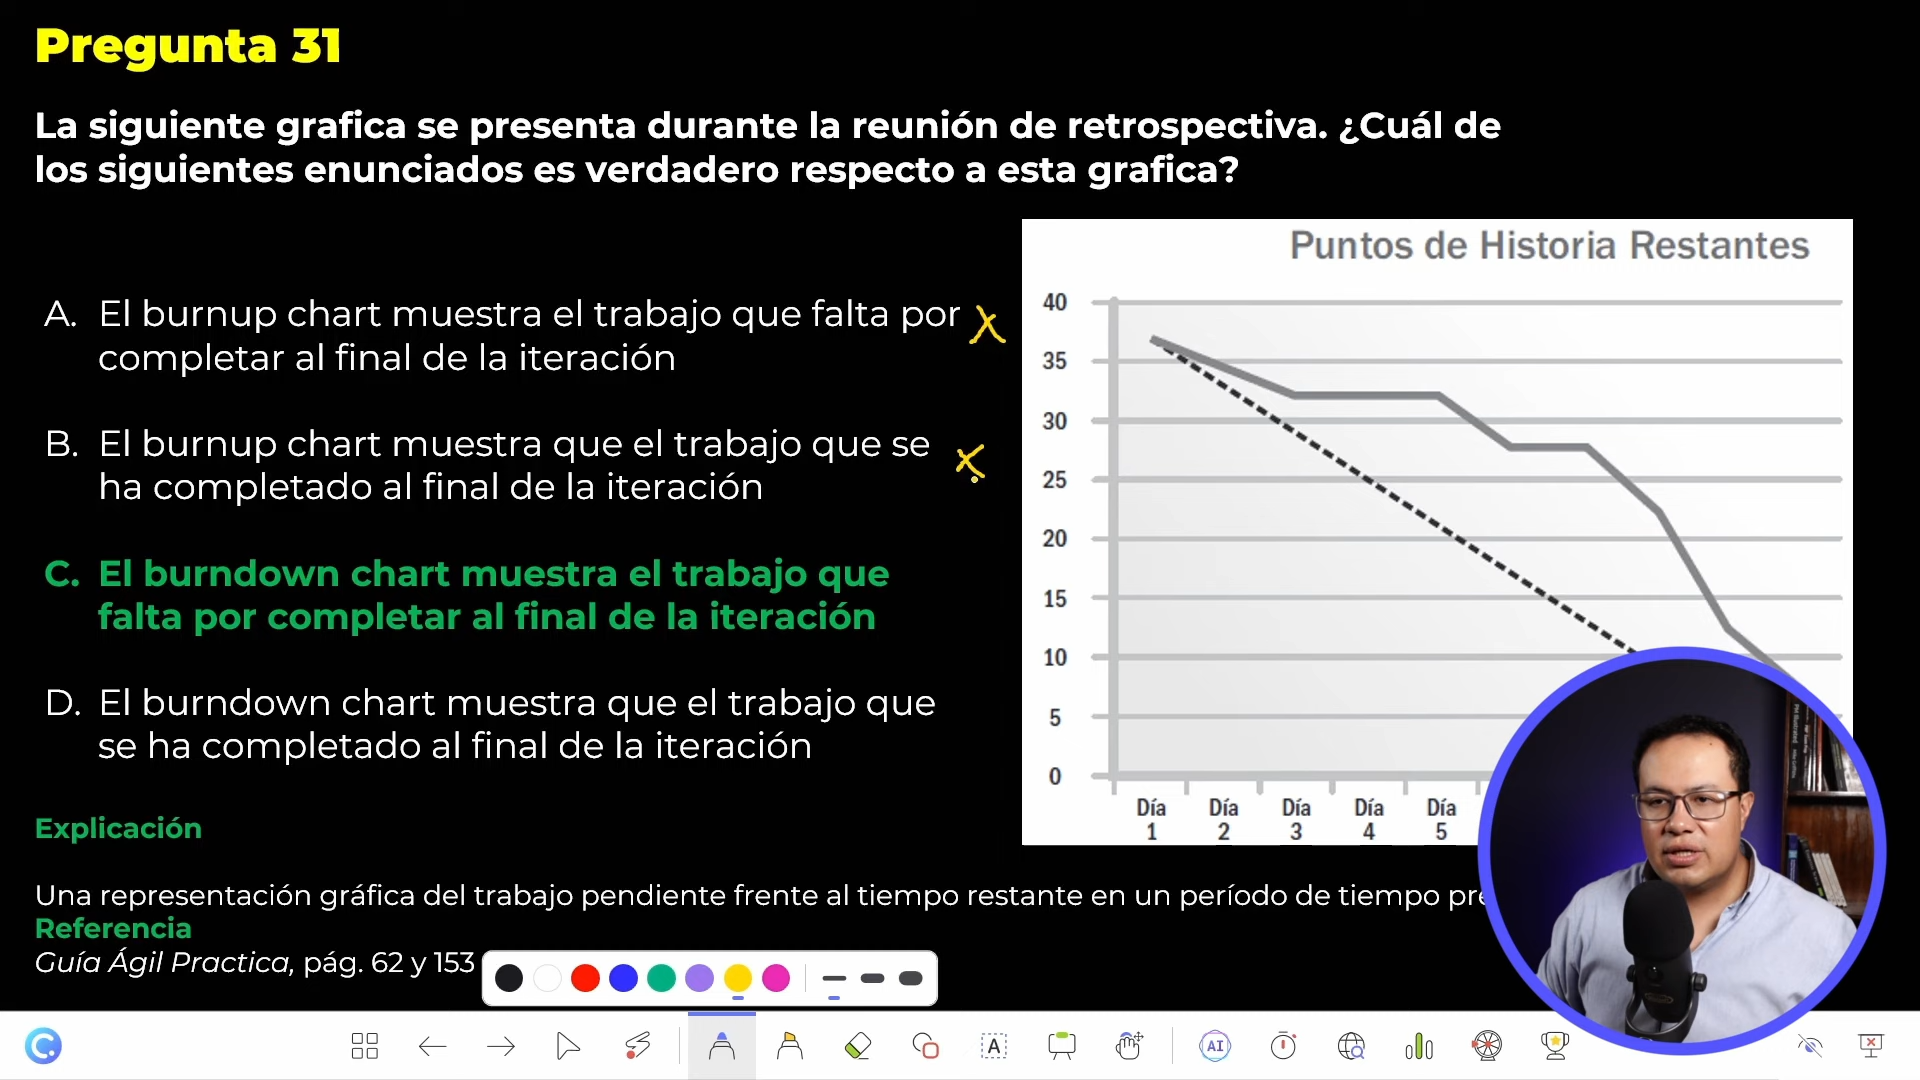 Pregunta 31
La siguiente grafica se presenta durante la reunión de retrospectiva. ¿Cuál de
los siguientes enunciados es verdadero respecto a esta grafica?
A. El burnup chart muestra el trabajo que falta por
completar al final de la iteración
B. El burnup chart muestra que el trabajo que se
ha completado al final de la iteración
C. El burndown chart muestra el trabajo que
falta por completar al final de la iteración
D. El burndown chart muestra que el trabajo que
se ha completado al final de la iteración
Puntos de Historia Restantes
40
35
30
25
20
15
10
5
0
Día 1
Día 2
Día 3
Día 4
Día 5
Explicación
Una representación gráfica del trabajo pendiente frente al tiempo restante en un período de tiempo
Referencia
Guía Ágil Practica, pág. 62 y 153
A
AI